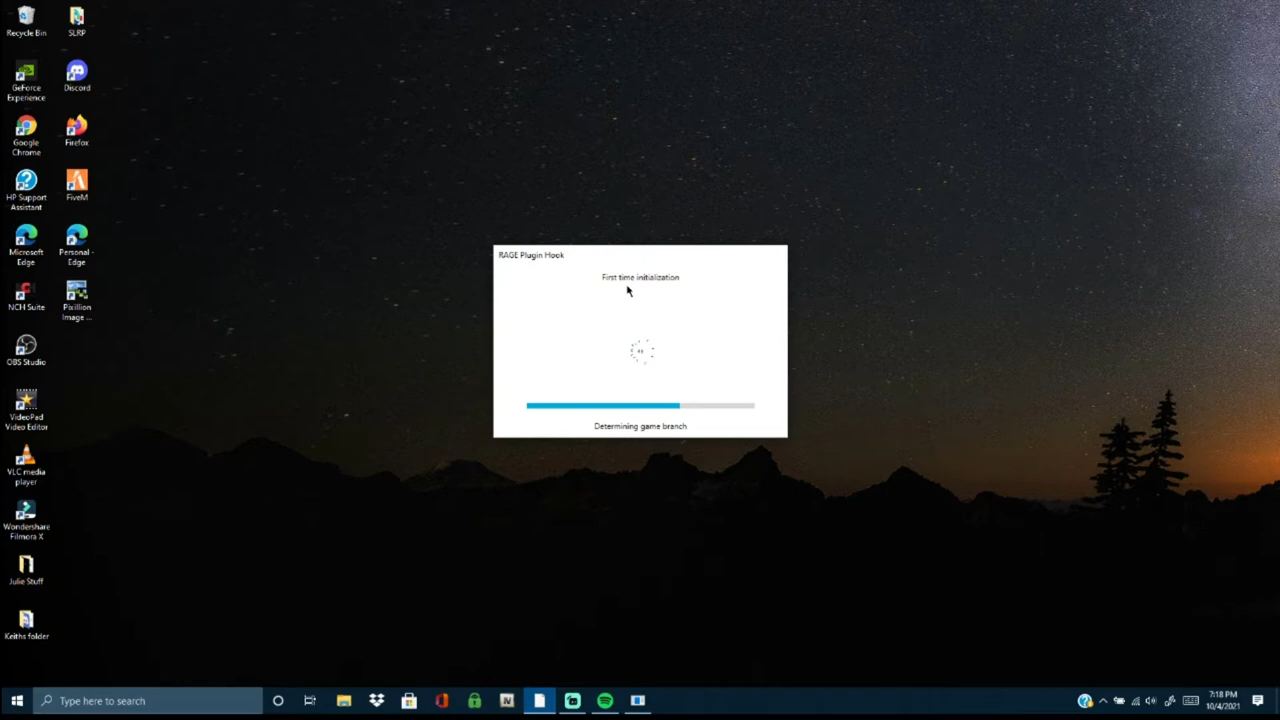 Recycle Bin
SLRP
GeForce
Experience
Discord
Google
Chrome
Firefox
HP Support
Assistant
FiveM
Microsoft
Edge
Personal -
Edge
NCH Suite
Pixillion
Image ...
OBS Studio
VideoPad
Video Editor
VLC media
player
Wondershare
Filmora X
Julie Stuff
Keiths folder
RAGE Plugin Hook
First time initialization
Determining game branch
Type here to search
7:18 PM
10/4/2021